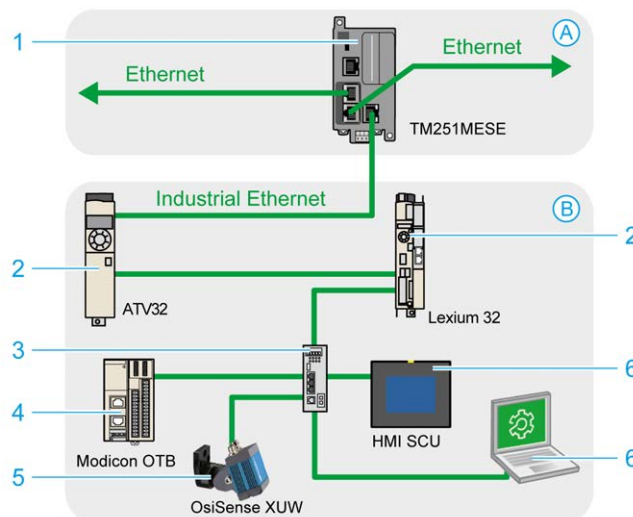 1
Ethernet
A
Ethernet
TM251MESE
Industrial Ethernet
B
2
2
ATV32
Lexium 32
3
6
4
HMI SCU
Modicon OTB
6
5
OsiSense XUW